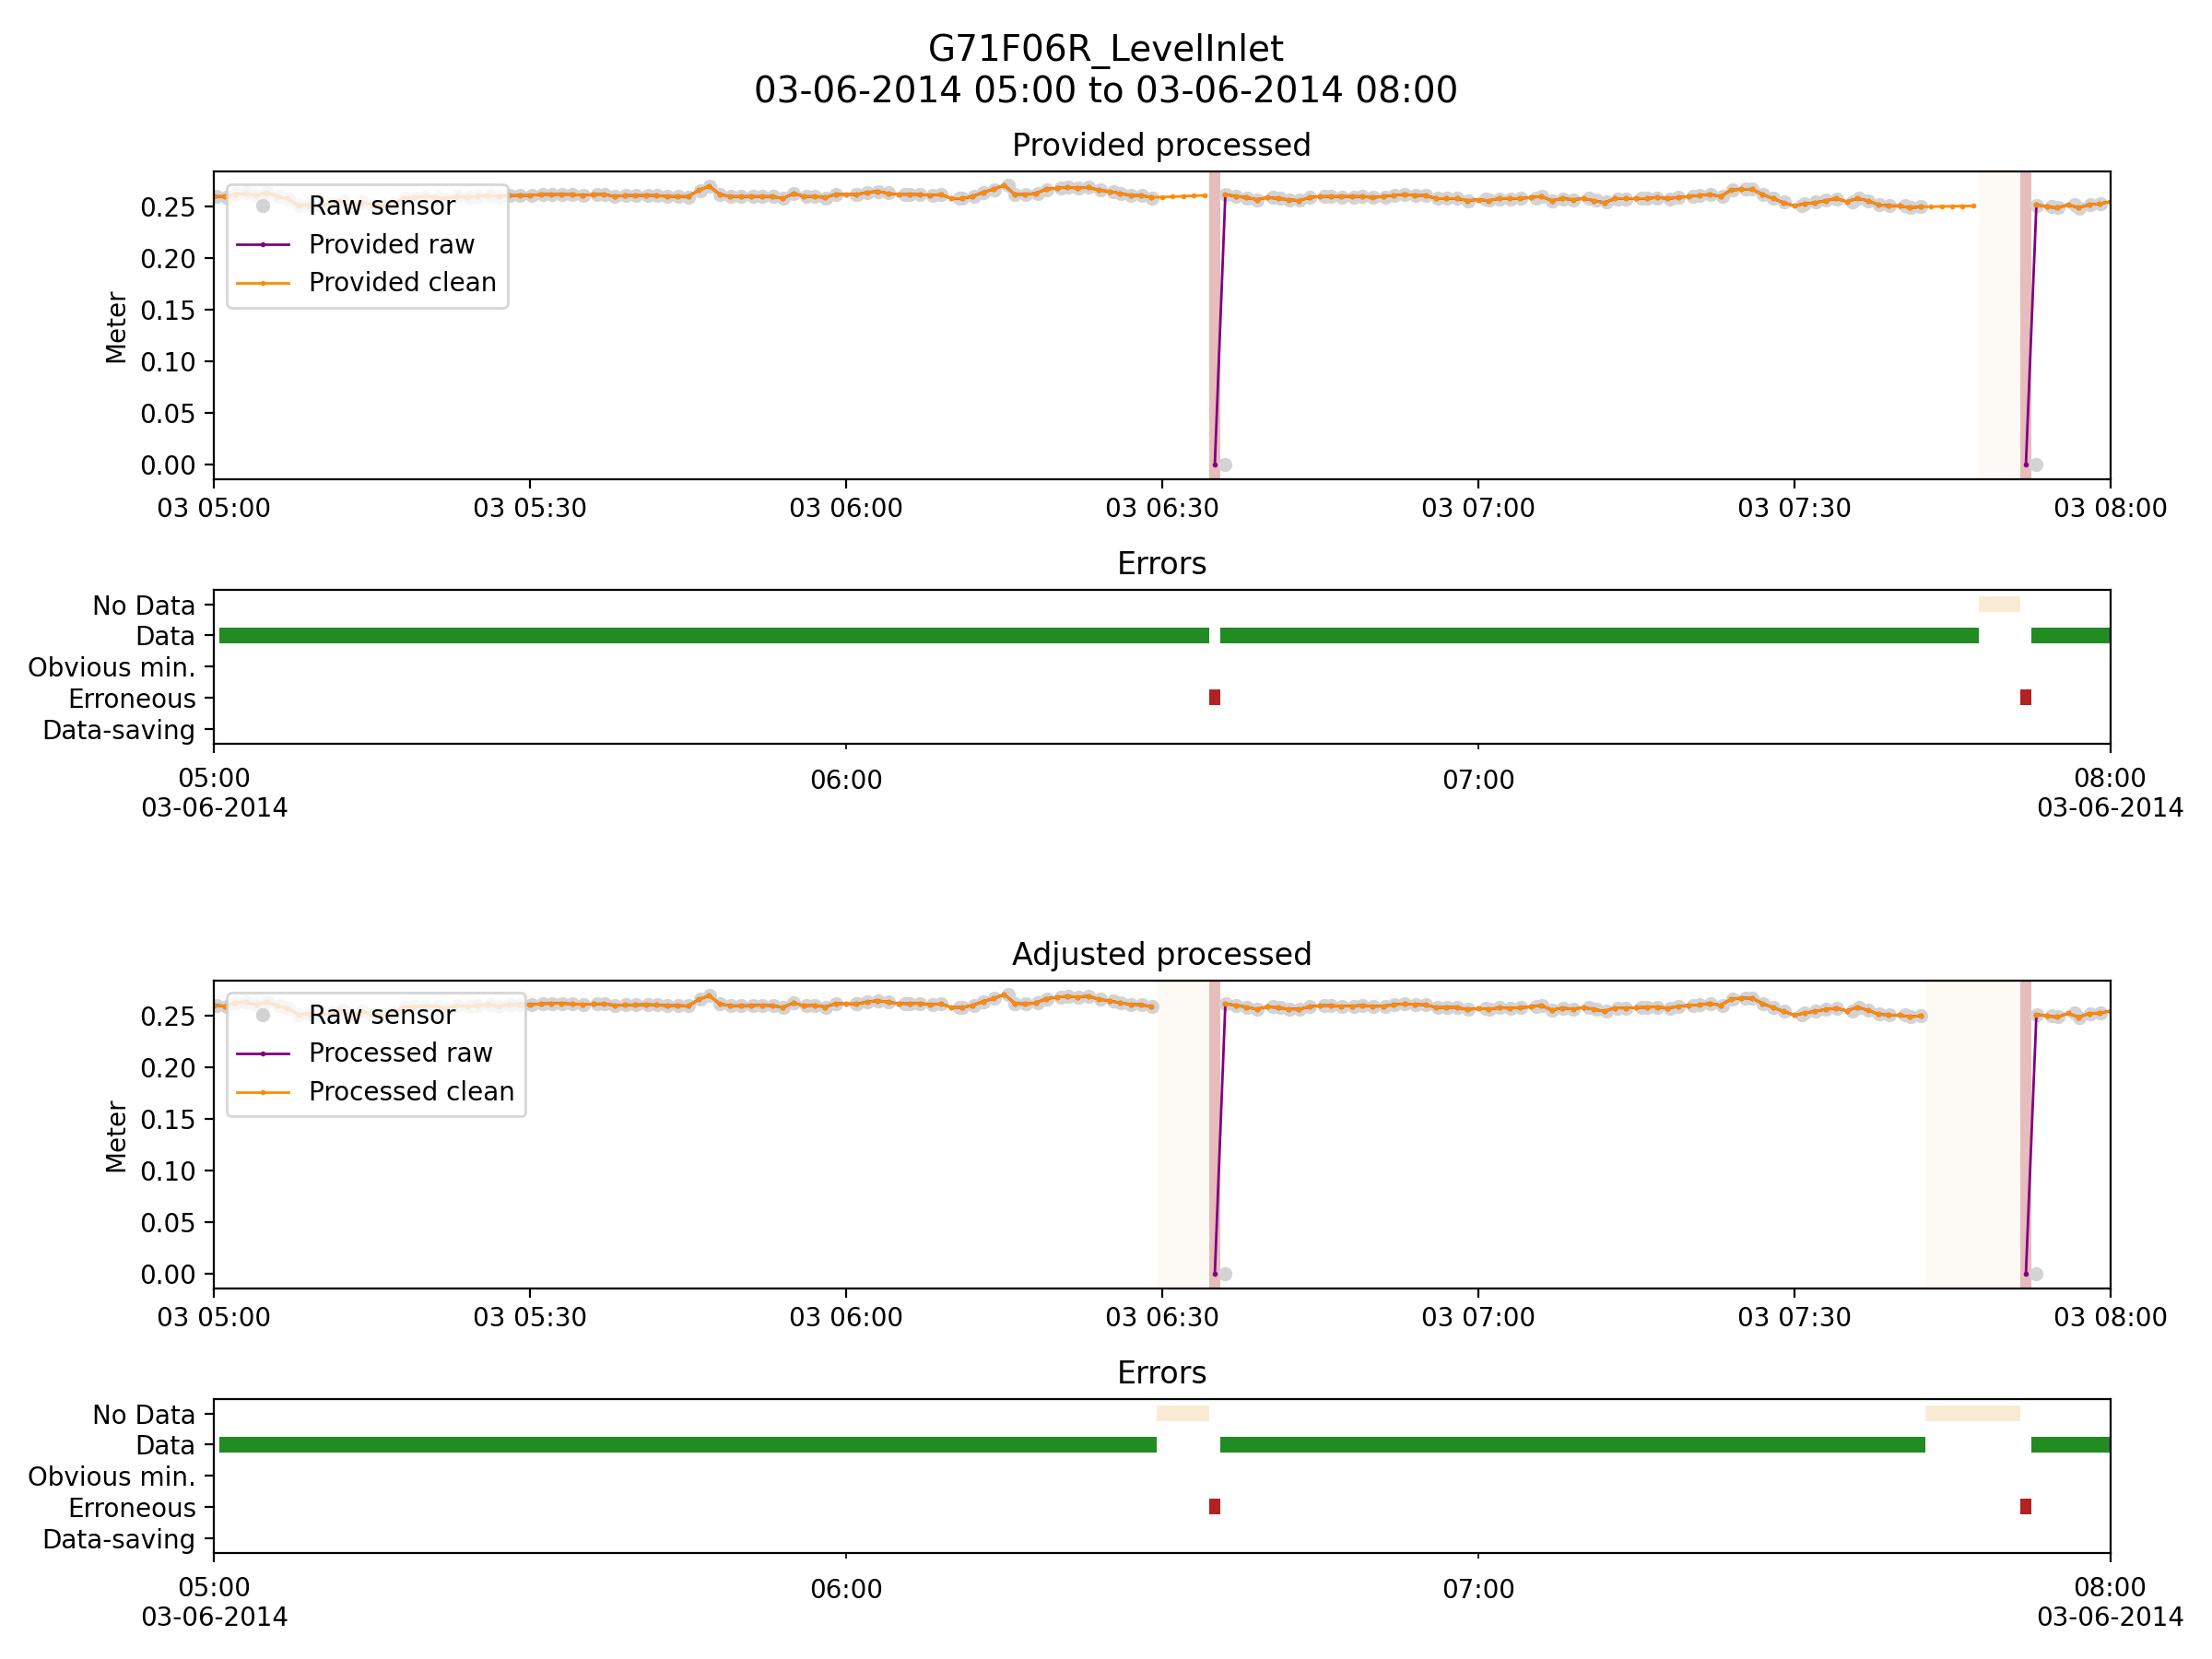 G71F06R_LevelInlet
03-06-2014 05:00 to 03-06-2014 08:00
Provided processed
Meter
0.25
0.20
0.15
0.10
0.05
0.00
Raw sensor
Provided raw
Provided clean
03 05:00 03 05:30 03 06:00 03 06:30 03 07:00 03 07:30 03 08:00
Errors
No Data
Data
Obvious min.
Erroneous
Data-saving
05:00 06:00 07:00 08:00
03-06-2014 03-06-2014
Adjusted processed
Meter
0.25
0.20
0.15
0.10
0.05
0.00
Raw sensor
Processed raw
Processed clean
03 05:00 03 05:30 03 06:00 03 06:30 03 07:00 03 07:30 03 08:00
Errors
No Data
Data
Obvious min.
Erroneous
Data-saving
05:00 06:00 07:00 08:00
03-06-2014 03-06-2014